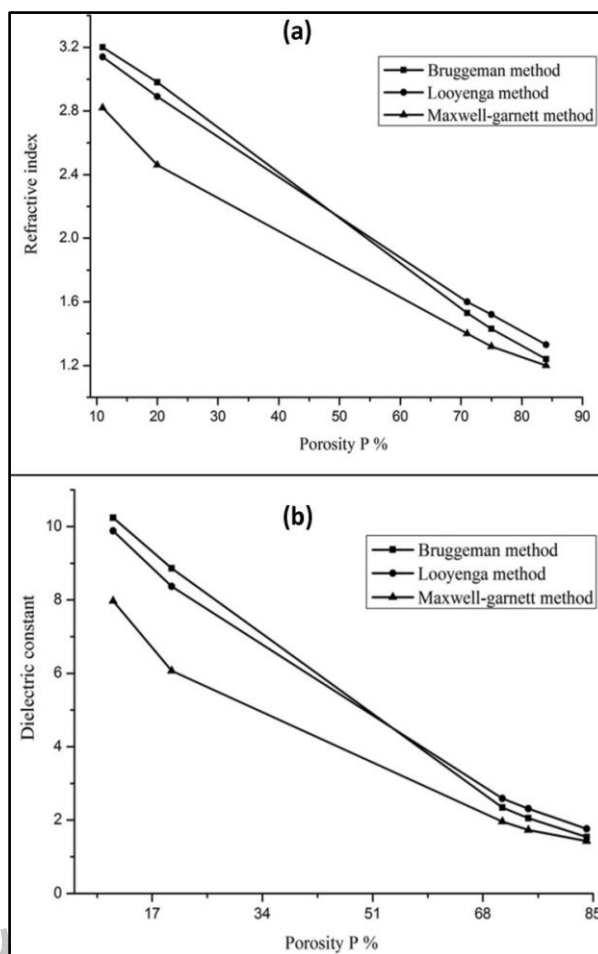 (a)
Bruggeman method
Looyenga method
Maxwell-garnett method
3.2
2.8
2.4
2.0
1.6
1.2
Refractive index
10 20 30 40 50 60 70 80 90
Porosity P %
(b)
Bruggeman method
Looyenga method
Maxwell-garnett method
10
8
6
4
2
0
Dielectric constant
17 34 51 68 85
Porosity P %